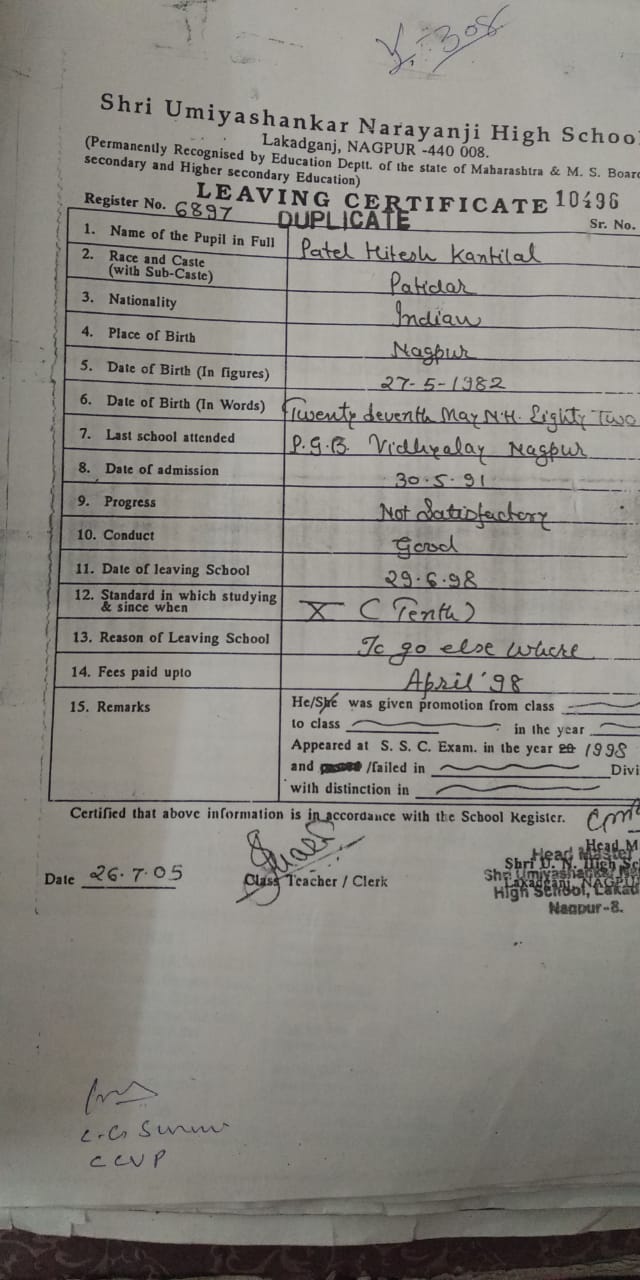 308
Shri Umiyashankar Narayanji High School
Lakadganj, NAGPUR -440 008.
(Permanently Recognised by Education Deptt. of the state of Maharashtra & M. S. Board
secondary and Higher secondary Education)
LEAVING CERTIFICATE 10496
Register No. 6897 DUPLICATE Sr. No.
1. Name of the Pupil in Full Patel Hitesh Kantilal
2. Race and Caste
(with Sub-Caste) Patidar
3. Nationality Indian
4. Place of Birth Nagpur
5. Date of Birth (In figures) 27-5-1982
6. Date of Birth (In Words) Twenty Seventh May N.H. Eighty Two
7. Last school attended P.G.B. Vidhyalay Nagpur
8. Date of admission 30.5.91
9. Progress Not Satisfactory
10. Conduct Good
11. Date of leaving School 29.6.98
12. Standard in which studying
& since when X (Tenth)
13. Reason of Leaving School To go else where
14. Fees paid upto April '98
15. Remarks He/She was given promotion from class
to class in the year
Appeared at S. S. C. Exam. in the year 20 1998
and passed /failed in Divi
with distinction in
Certified that above information is in accordance with the School Register.
Head M
Head Master
Shri U. N. High Sc
Date 26.7.05 Class Teacher / Clerk
Shri Umiyashankar Na
Lakadganj, NAGPUR
High School, Lakad
Nagpur-8.
CCVP